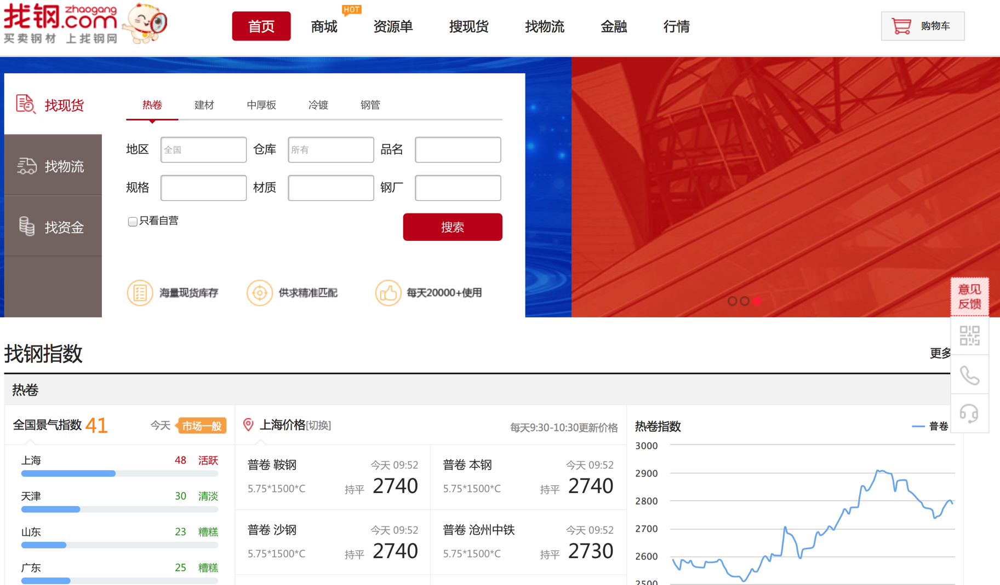 找钢.com
zhaogang
买卖钢材 上找钢网
首页
商城
HOT
资源单
搜现货
找物流
金融
行情
购物车
找现货
找物流
找资金
热卷
建材
中厚板
冷镀
钢管
地区 全国
仓库 所有
品名
规格
材质
钢厂
只看自营
搜索
海量现货库存
供求精准匹配
每天20000+使用
意见
反馈
找钢指数
更多
热卷
全国景气指数 41
今天 市场一般
上海 48 活跃
天津 30 清淡
山东 23 糟糕
广东 25 糟糕
上海价格[切换]
每天9:30-10:30更新价格
普卷 鞍钢 今天 09:52
5.75*1500*C 持平 2740
普卷 本钢 今天 09:52
5.75*1500*C 持平 2740
普卷 沙钢 今天 09:52
5.75*1500*C 持平 2740
普卷 沧州中铁 今天 09:52
5.75*1500*C 持平 2730
热卷指数
普卷
3000
2900
2800
2700
2600
2500